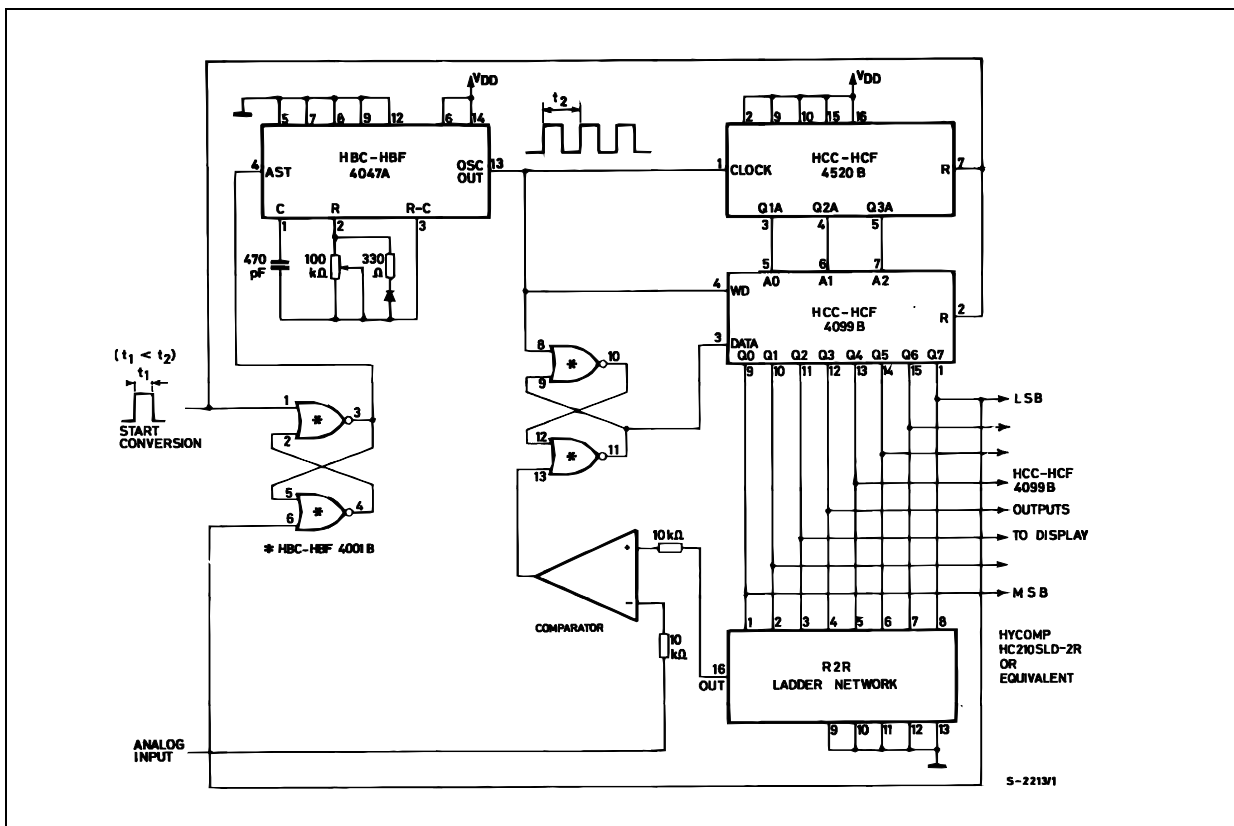 VDD
5 7 8 9 12 6 14
HBC-HBF
4047A
4 AST
OSC
OUT 13
C R R-C
1 2 3
470
pF
100
kΩ
330
Ω
t2
VDD
2 9 10 15 16
HCC-HCF
4520 B
1 CLOCK
R 7
Q1A Q2A Q3A
3 4 5
5 6 7
A0 A1 A2
4 WD
HCC-HCF
4099 B
R 2
3 DATA
Q0 Q1 Q2 Q3 Q4 Q5 Q6 Q7
9 10 11 12 13 14 15 1
(t1 < t2)
t1
START
CONVERSION
1
2
* 3
5
6
* 4
* HBC-HBF 4001 B
8
9
* 10
12
13
* 11
LSB
HCC-HCF
4099B
OUTPUTS
TO DISPLAY
MSB
10kΩ
+
−
COMPARATOR
10
kΩ
1 2 3 4 5 6 7 8
16
OUT
R2R
LADDER NETWORK
9 10 11 12 13
HYCOMP
HC210SLD-2R
OR
EQUIVALENT
ANALOG
INPUT
S-2213/1